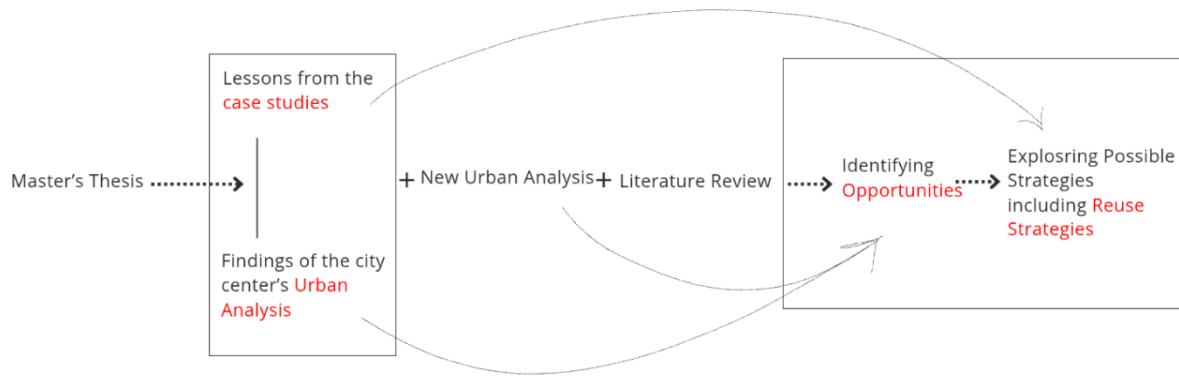 Lessons from the
case studies
Master's Thesis
Findings of the city
center's Urban
Analysis
+ New Urban Analysis + Literature Review
Identifying
Opportunities
Explosring Possible
Strategies
including Reuse
Strategies